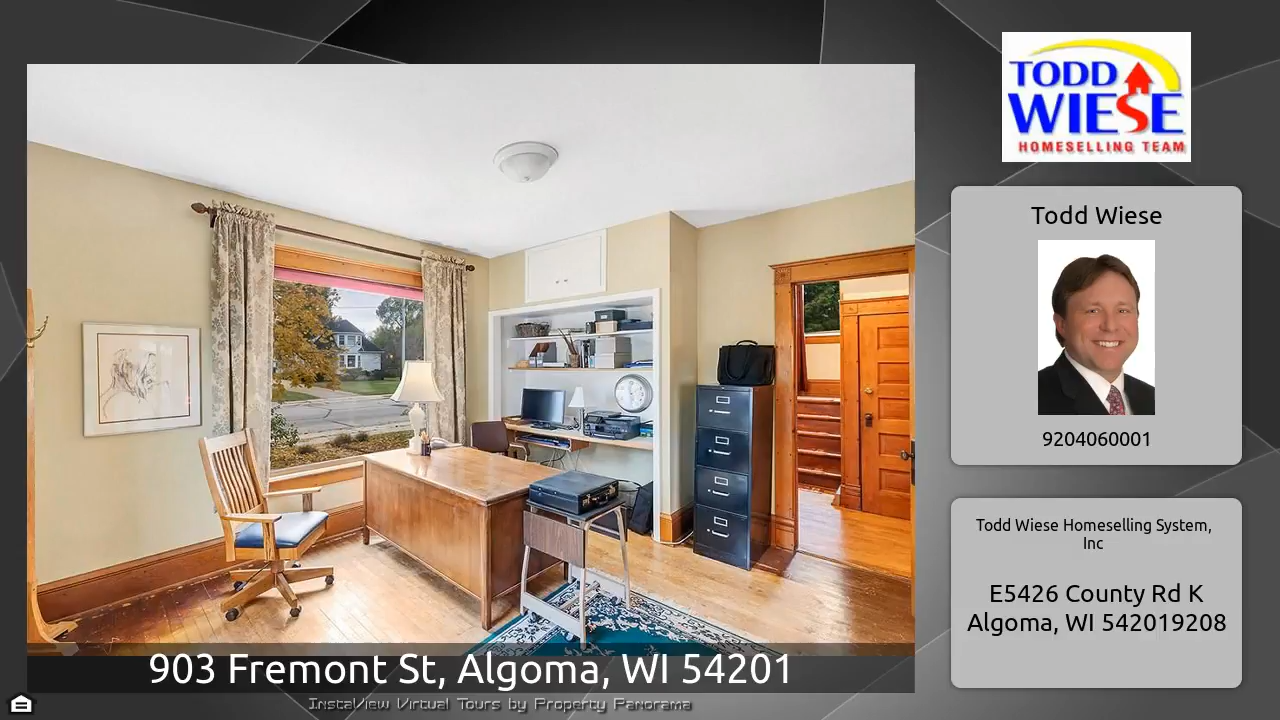 903 Fremont St, Algoma, WI 54201
InstaView Virtual Tours by Property Panorama
TODD
WIESE
HOMESELLING TEAM
Todd Wiese
9204060001
Todd Wiese Homeselling System,
Inc
E5426 County Rd K
Algoma, WI 542019208